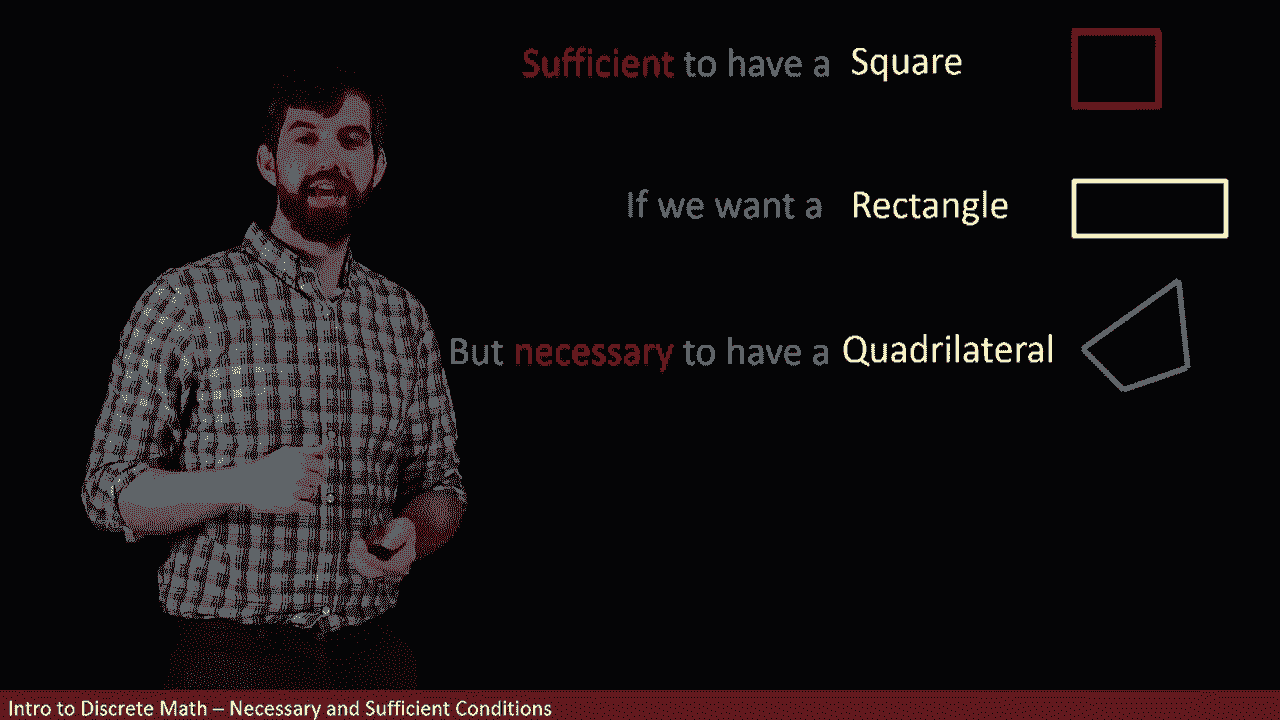 Sufficient to have a Square
If we want a Rectangle
But necessary to have a Quadrilateral
Intro to Discrete Math – Necessary and Sufficient Conditions